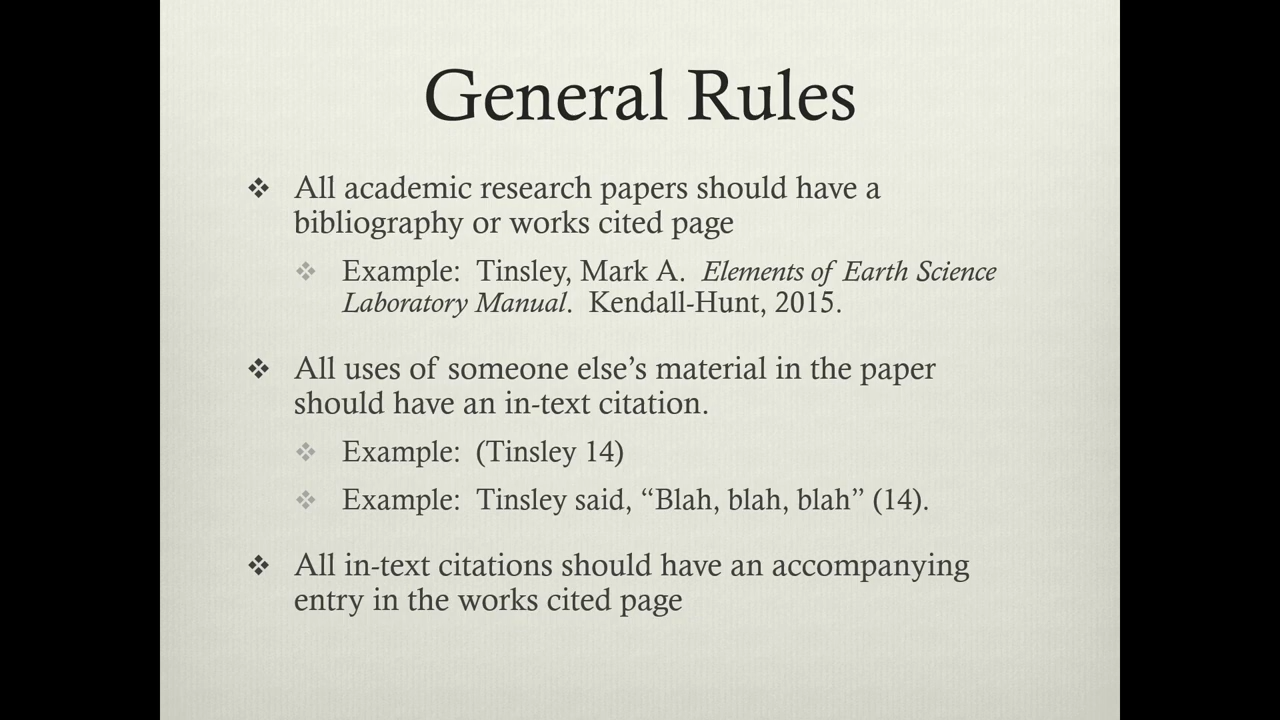 General Rules
❖ All academic research papers should have a
bibliography or works cited page
❖ Example:  Tinsley, Mark A.  Elements of Earth Science
Laboratory Manual.  Kendall-Hunt, 2015.
❖ All uses of someone else’s material in the paper
should have an in-text citation.
❖ Example:  (Tinsley 14)
❖ Example:  Tinsley said, “Blah, blah, blah” (14).
❖ All in-text citations should have an accompanying
entry in the works cited page